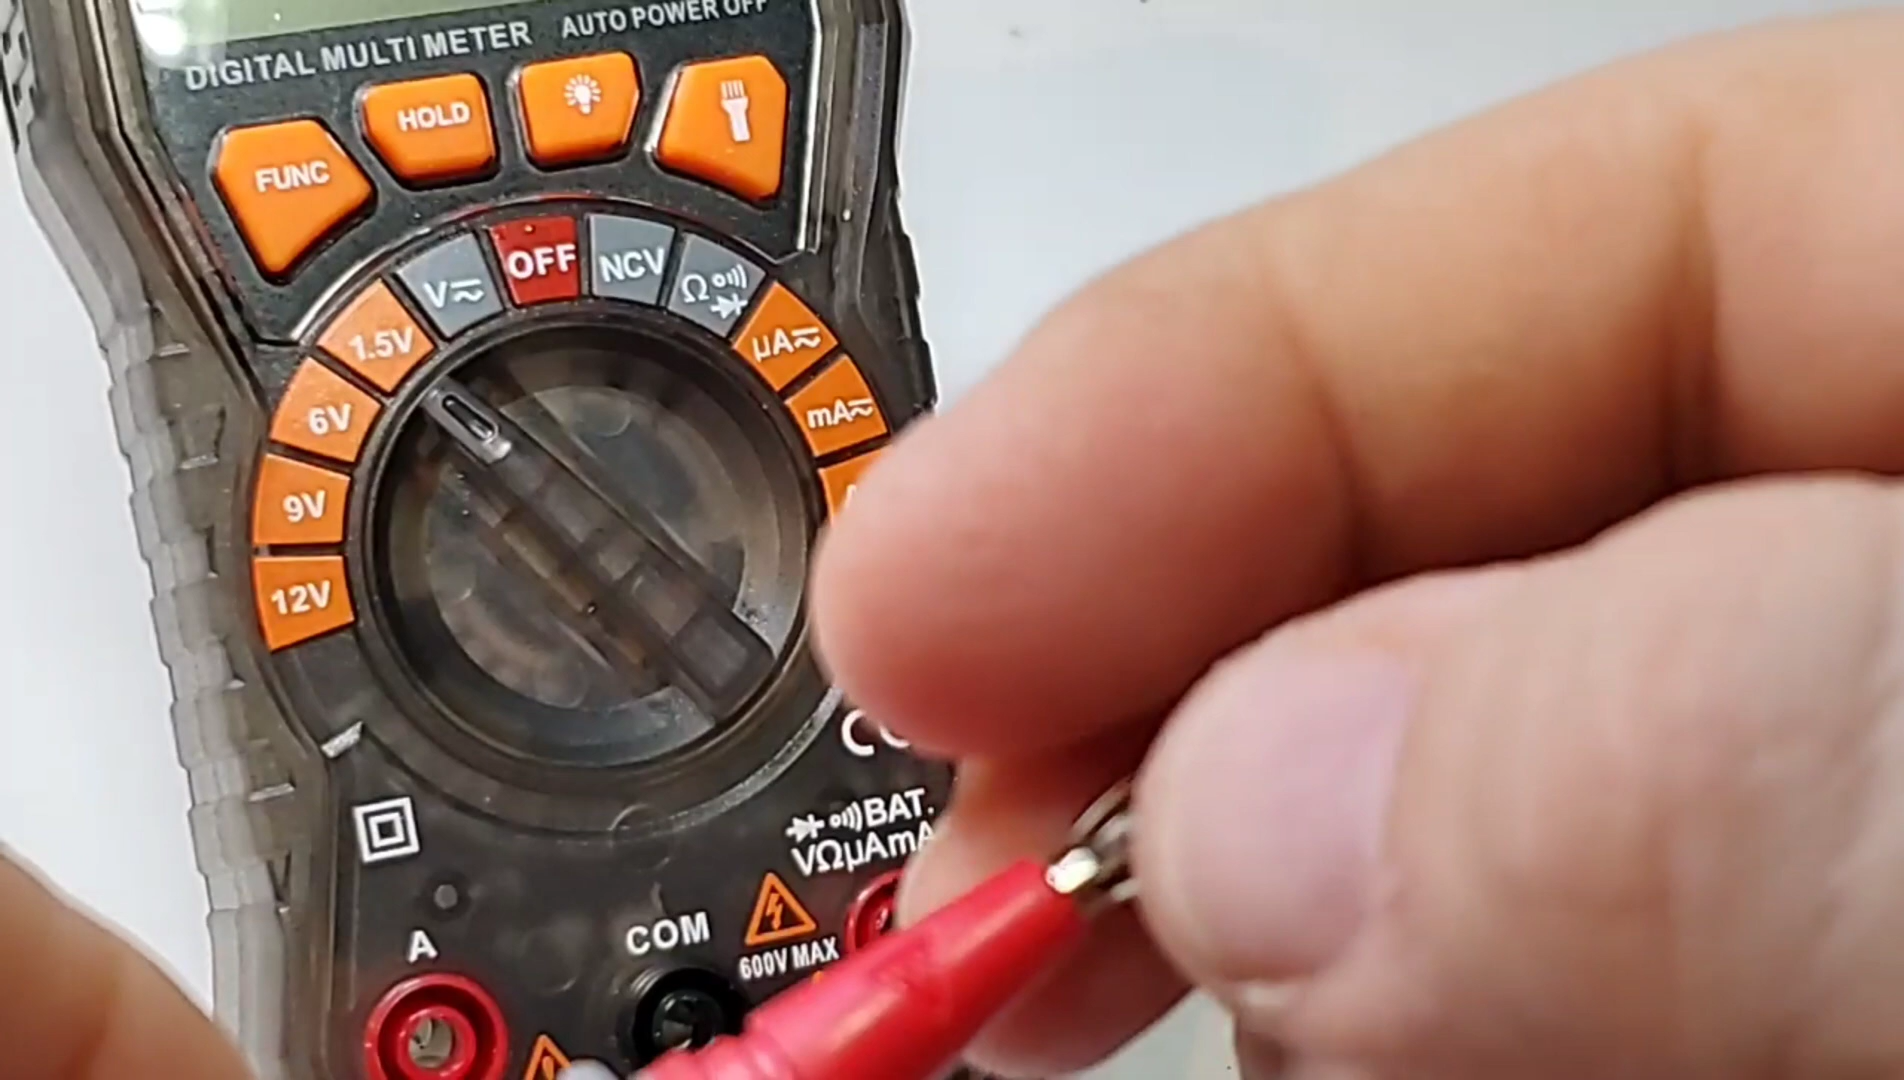 DIGITAL MULTI METER
AUTO POWER OFF
FUNC
HOLD
OFF
NCV
V
Ω
1.5V
µA
6V
mA
9V
12V
BAT.
VΩµAmA
A
COM
600V MAX